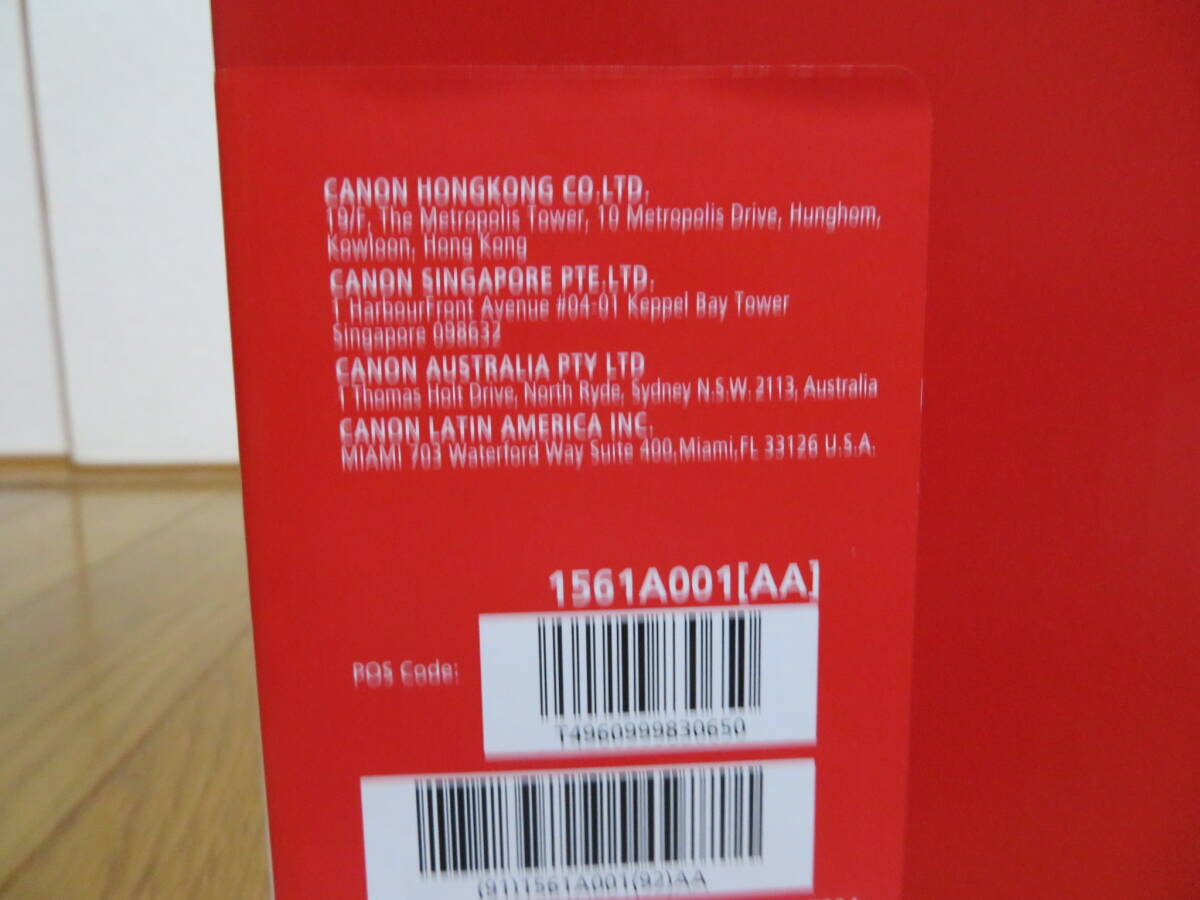 CANON HONGKONG CO.LTD.
19/F, The Metropolis Tower, 10 Metropolis Drive, Hunghom,
Kowloon, Hong Kong
CANON SINGAPORE PTE.LTD.
1 HarbourFront Avenue #04-01 Keppel Bay Tower
Singapore 098632
CANON AUSTRALIA PTY LTD
1 Thomas Holt Drive, North Ryde, Sydney N.S.W. 2113, Australia
CANON LATIN AMERICA INC.
MIAMI 703 Waterford Way Suite 400,Miami,FL 33126 U.S.A.
1561A001[AA]
POS Code:
T4960999830650
(91)1561A001(92)AA